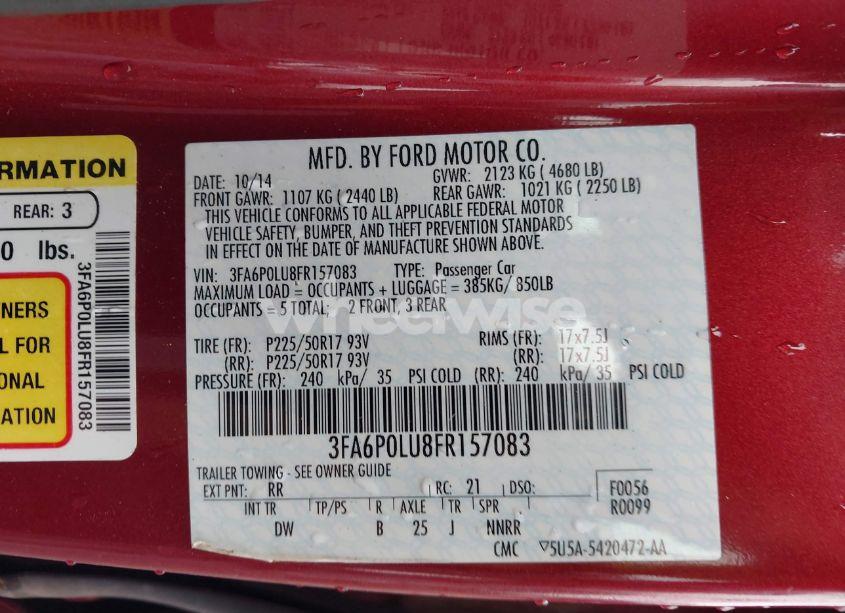 RMATION
REAR: 3
0 lbs.
3FA6P0LU8FR157083
WNERS
L FOR
ONAL
ATION
MFD. BY FORD MOTOR CO.
DATE: 10/14 GVWR: 2123 KG ( 4680 LB)
FRONT GAWR: 1107 KG ( 2440 LB) REAR GAWR: 1021 KG ( 2250 LB)
THIS VEHICLE CONFORMS TO ALL APPLICABLE FEDERAL MOTOR
VEHICLE SAFETY, BUMPER, AND THEFT PREVENTION STANDARDS
IN EFFECT ON THE DATE OF MANUFACTURE SHOWN ABOVE.
VIN: 3FA6P0LU8FR157083 TYPE: Passenger Car
MAXIMUM LOAD = OCCUPANTS + LUGGAGE = 385KG/ 850LB
OCCUPANTS = 5 TOTAL; 2 FRONT, 3 REAR
wheelwise
TIRE (FR): P225/50R17 93V RIMS (FR): 17x7.5J
(RR): P225/50R17 93V (RR): 17x7.5J
PRESSURE (FR): 240 kPa/ 35 PSI COLD (RR): 240 kPa/ 35 PSI COLD
3FA6P0LU8FR157083
TRAILER TOWING - SEE OWNER GUIDE
EXT PNT: RR RC: 21 DSO: F0056
INT TR TP/PS R AXLE TR SPR R0099
DW B 25 J NNRR
CMC ▽5U5A-5420472-AA